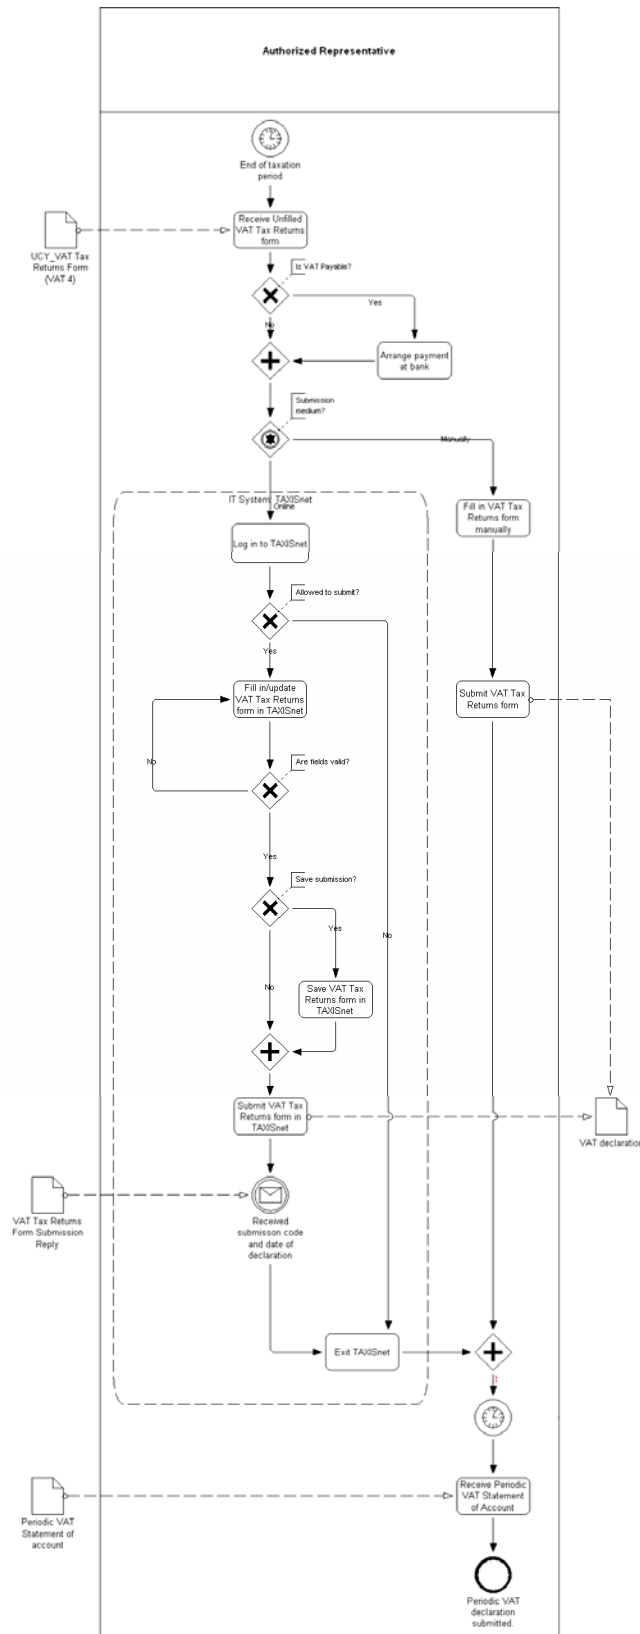 Authorized Representative
End of taxation
period
Receive Unfilled
VAT Tax Returns
form
UCY_VAT Tax
Returns Form
(VAT 4)
Is VAT Payable?
Yes
No
Arrange payment
at bank
Submission
medium?
Manually
IT System: TAXISnet
Online
Fill in VAT Tax
Returns form
manually
Log in to TAXISnet
Allowed to submit?
Yes
Fill in/update
VAT Tax Returns
form in TAXISnet
Submit VAT Tax
Returns form
No
Are fields valid?
Yes
Save submission?
Yes
No
No
Save VAT Tax
Returns form in
TAXISnet
Submit VAT Tax
Returns form in
TAXISnet
VAT declaration
VAT Tax Returns
Form Submission
Reply
Received
submisson code
and date of
declaration
Exit TAXISnet
Receive Periodic
VAT Statement
of Account
Periodic VAT
Statement of
account
Periodic VAT
declaration
submitted.